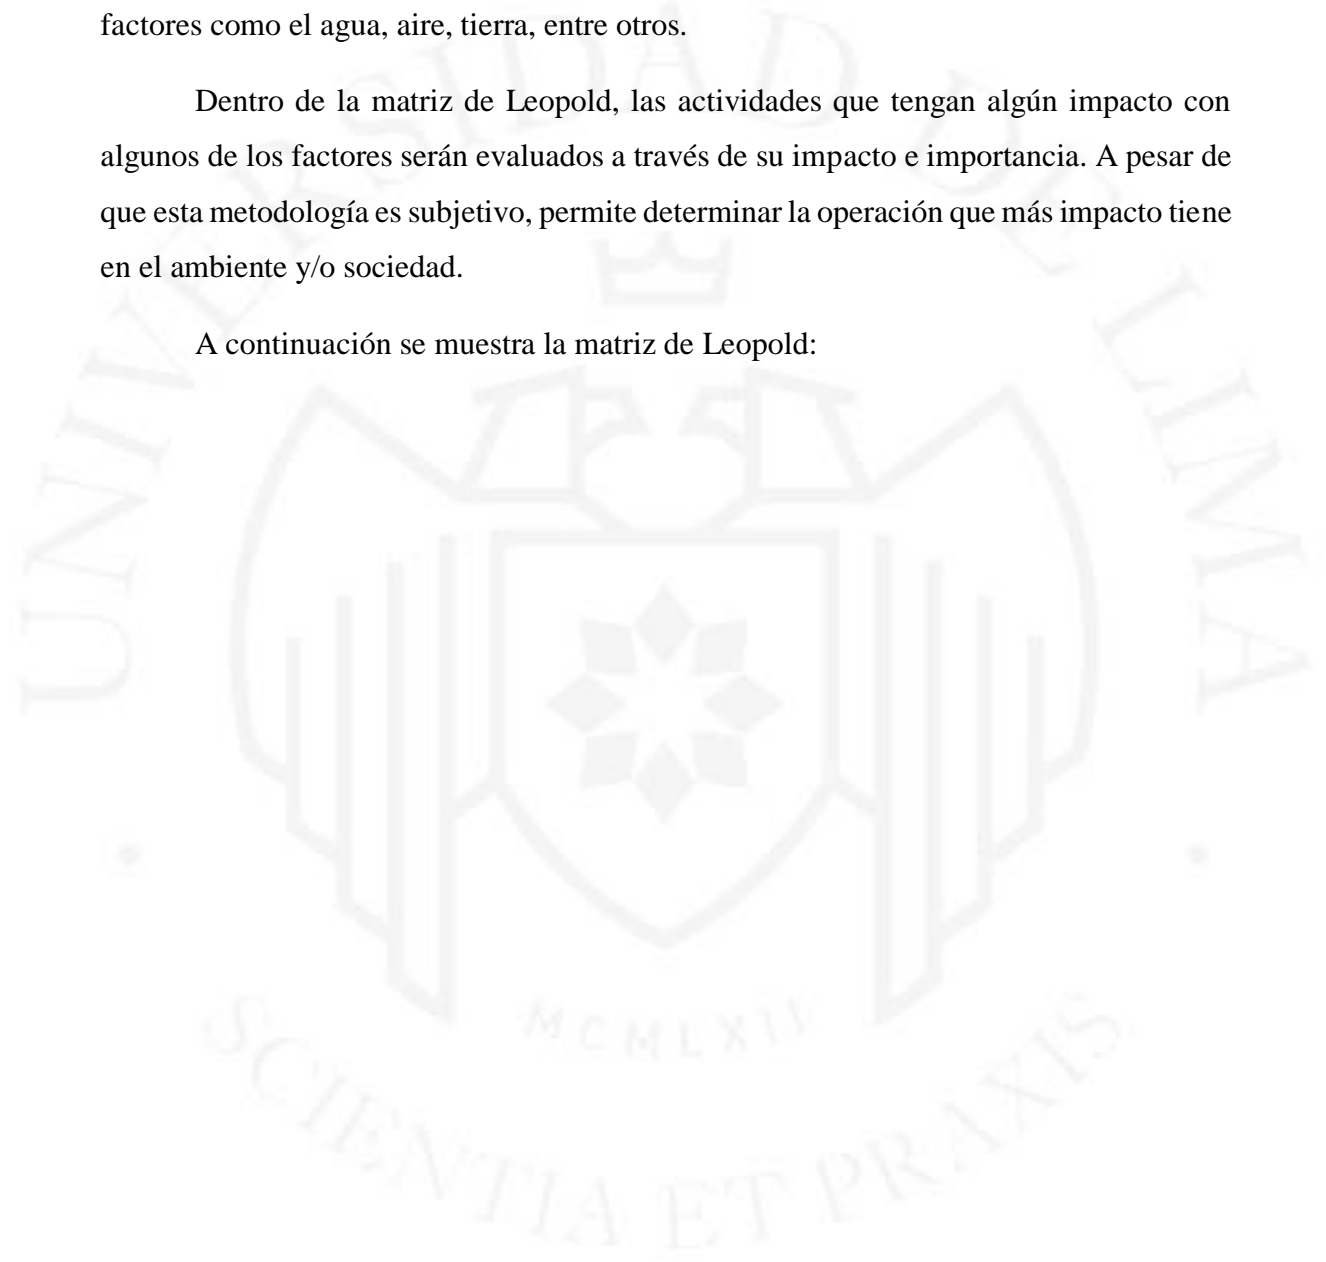 factores como el agua, aire, tierra, entre otros.
Dentro de la matriz de Leopold, las actividades que tengan algún impacto con
algunos de los factores serán evaluados a través de su impacto e importancia. A pesar de
que esta metodología es subjetivo, permite determinar la operación que más impacto tiene
en el ambiente y/o sociedad.
A continuación se muestra la matriz de Leopold:
UNIVERSIDAD DE LIMA
MCMLXII
SCIENTIA ET PRAXIS